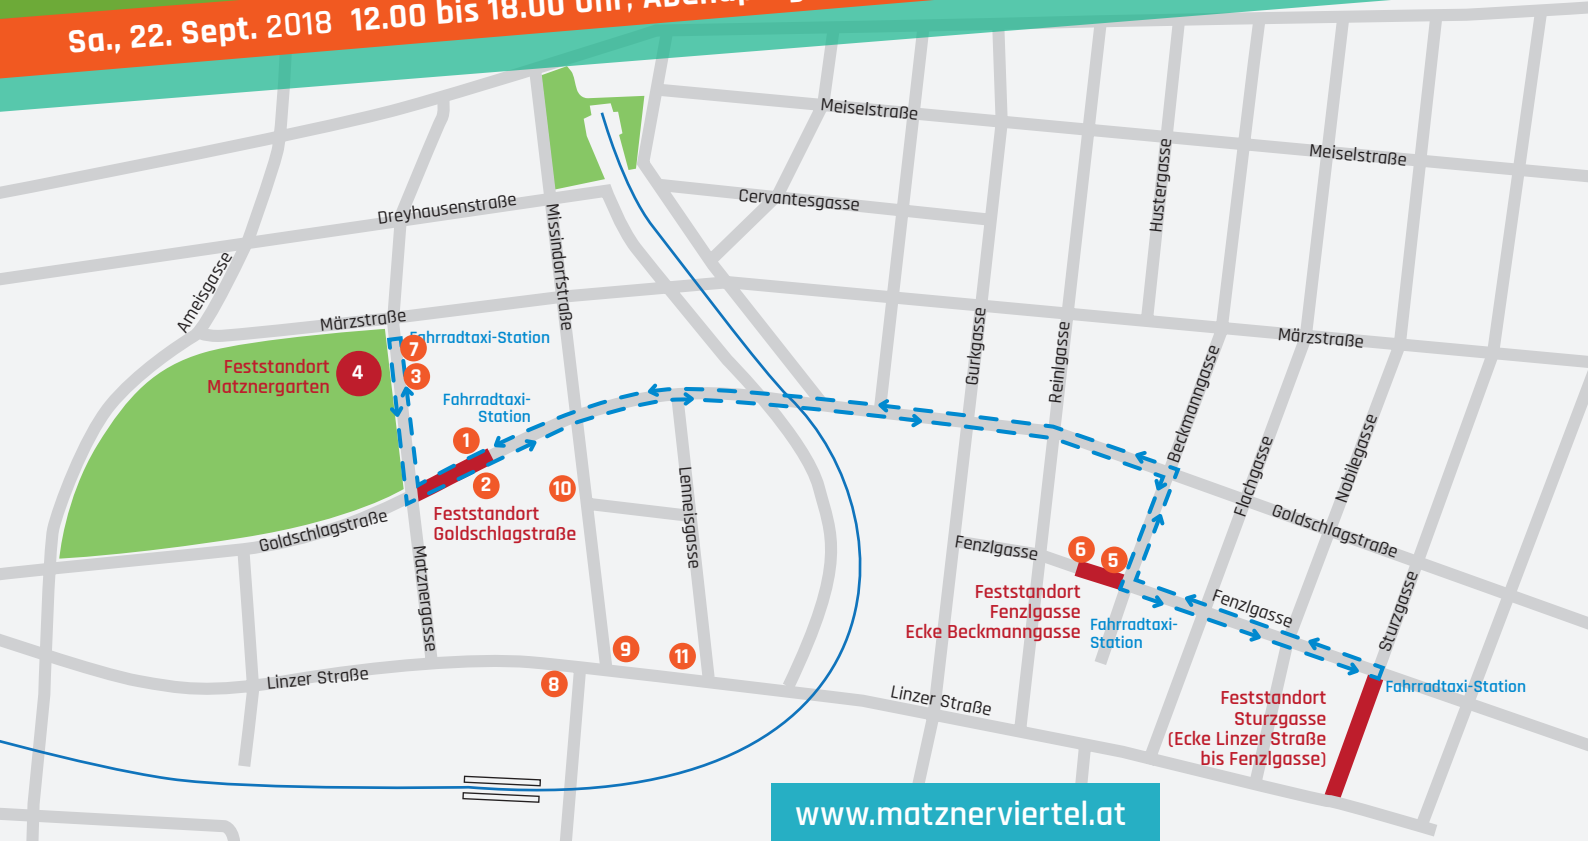 Sa., 22. Sept. 2018 12.00 bis 18.00 Uhr,
Meiselstraße
Meiselstraße
Hustergasse
Cervantesgasse
Dreyhausenstraße
Missindorfstraße
Ameisgasse
Märzstraße
Fahrradtaxi-Station
7
Feststandort
Matznergarten
4
3
Gurkgasse
Reinlgasse
Märzstraße
Beckmanngasse
Fahrradtaxi-
Station
1
2
10
Feststandort
Goldschlagstraße
Goldschlagstraße
Lenneisgasse
Matznergasse
Flachgasse
Nobilegasse
Goldschlagstraße
Fenzlgasse
6
5
Feststandort
Fenzlgasse
Ecke Beckmanngasse
Fahrradtaxi-
Station
Fenzlgasse
Sturzgasse
9
11
8
Linzer Straße
Linzer Straße
Fahrradtaxi-Station
Feststandort
Sturzgasse
(Ecke Linzer Straße
bis Fenzlgasse)
www.matznerviertel.at